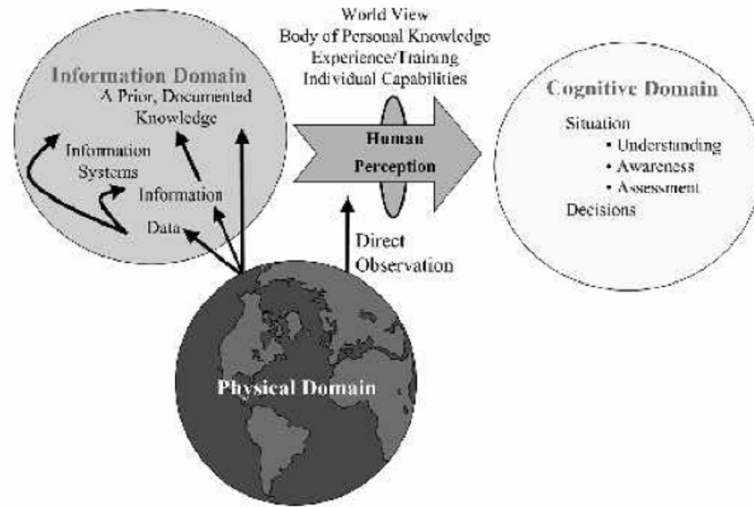 World View
Body of Personal Knowledge
Experience/Training
Individual Capabilities
Information Domain
A Prior, Documented
Knowledge
Information
Systems
Information
Data
Human
Perception
Direct
Observation
Cognitive Domain
Situation
• Understanding
• Awareness
• Assessment
Decisions
Physical Domain